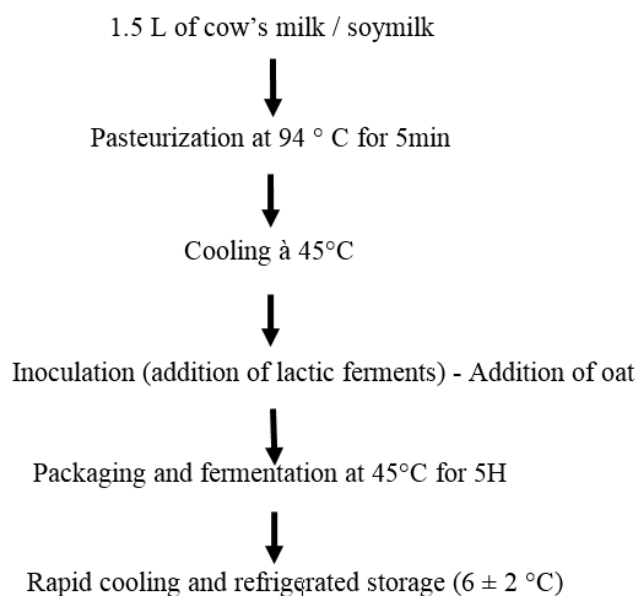 1.5 L of cow’s milk / soymilk
Pasteurization at 94 ° C for 5min
Cooling à 45°C
Inoculation (addition of lactic ferments) - Addition of oat
Packaging and fermentation at 45°C for 5H
Rapid cooling and refrigerated storage (6 ± 2 °C)